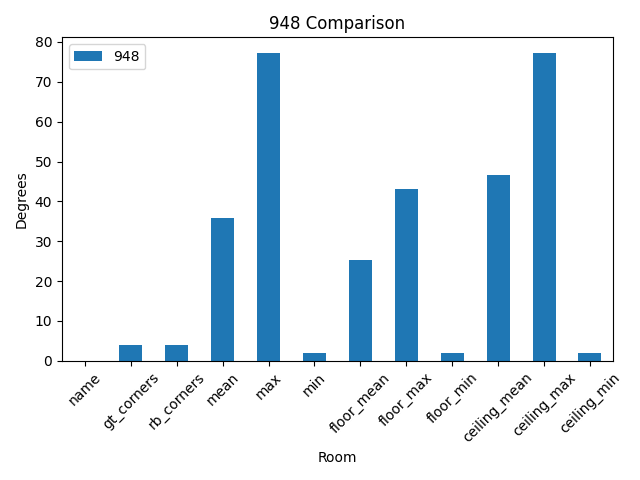 948 Comparison
948
80
70
60
50
40
30
20
10
0
Degrees
name
gt_corners
rb_corners
mean
max
min
floor_mean
floor_max
floor_min
ceiling_mean
ceiling_max
ceiling_min
Room